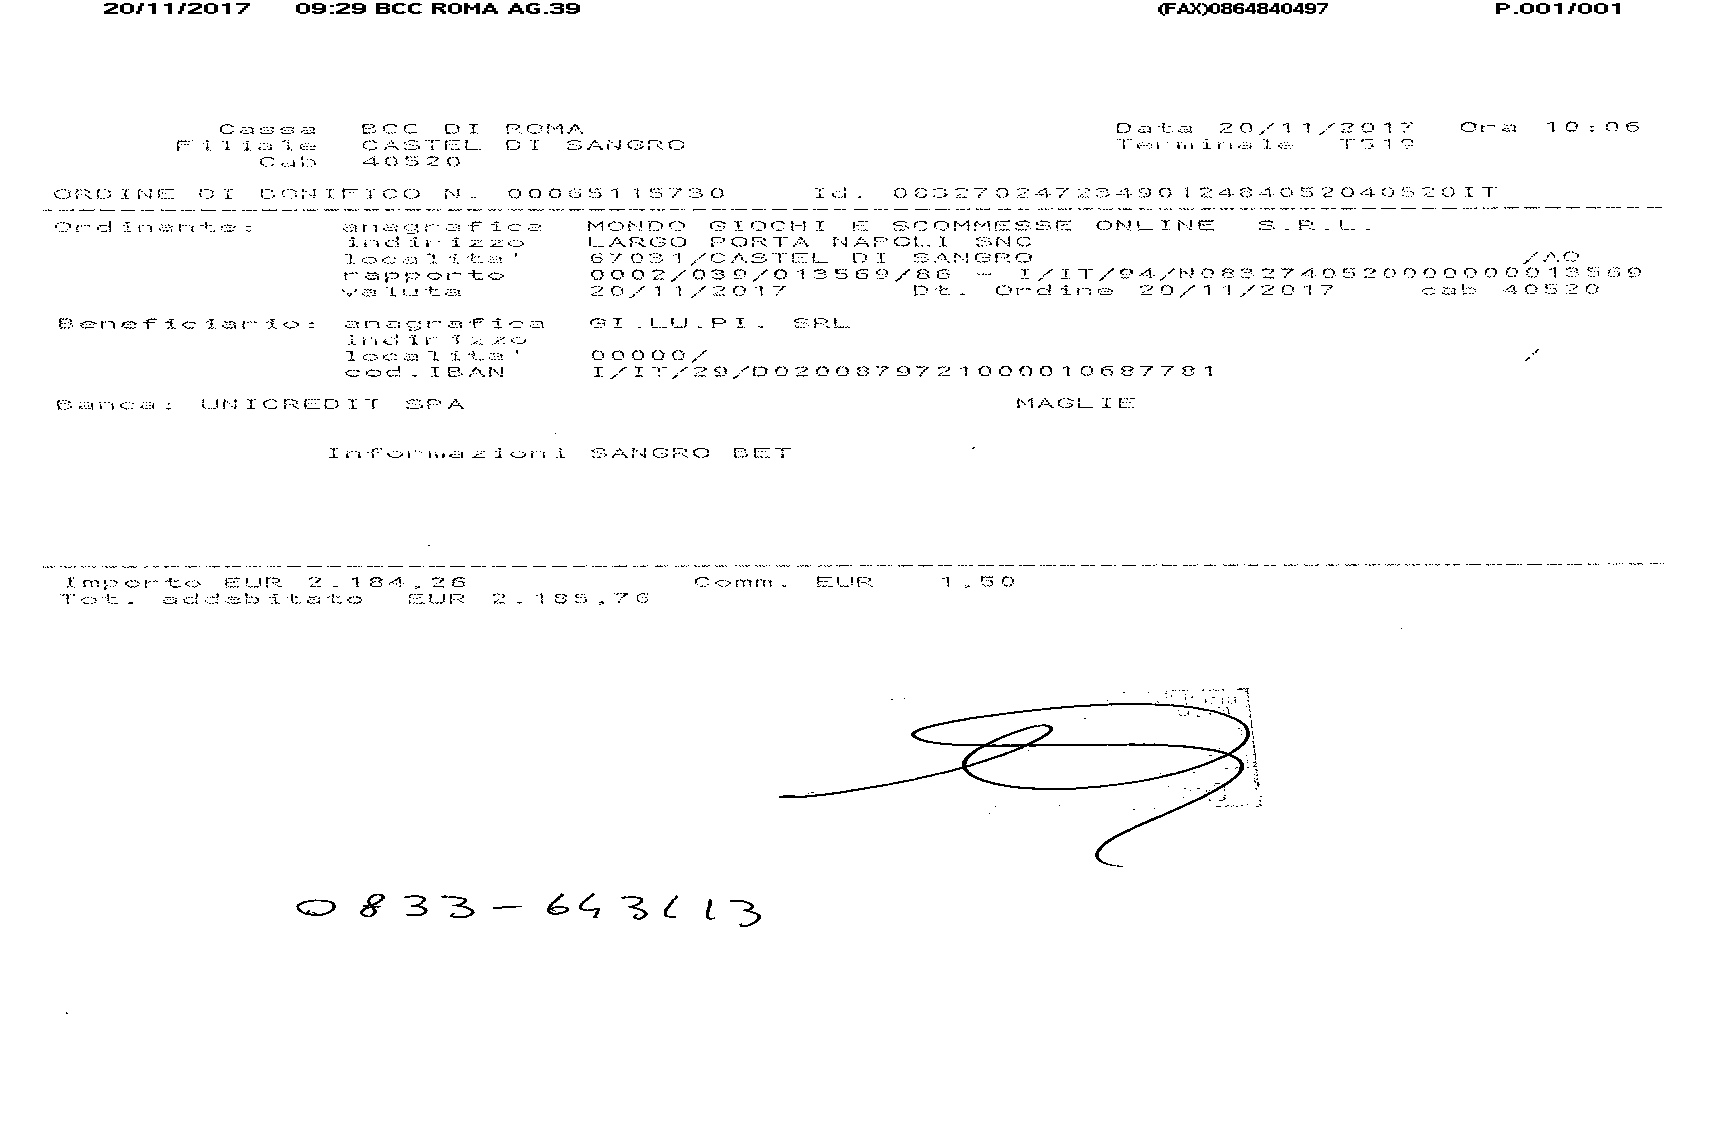 20/11/2017 09:29 BCC ROMA AG.39 (FAX)0864840497 P.001/001
Cassa BCC DI ROMA Data 20/11/2017 Ora 10:06
Filiale CASTEL DI SANGRO Terminale T519
Cab 40520
ORDINE DI BONIFICO N. 00065115730 Id. 0832702472349012484052040520IT
Ordinante: anagrafica MONDO GIOCHI E SCOMMESSE ONLINE S.R.L.
indirizzo LARGO PORTA NAPOLI SNC
localita' 67031/CASTEL DI SANGRO /AQ
rapporto 0002/039/013569/86 - I/IT/94/N0832740520000000013569
valuta 20/11/2017 Dt. Ordine 20/11/2017 cab 40520
Beneficiario: anagrafica GI.LU.PI. SRL
indirizzo
localita' 00000/ /
cod.IBAN I/IT/29/D0200879721000010687781
Banca: UNICREDIT SPA MAGLIE
Informazioni SANGRO BET
Importo EUR 2.184,26 Comm. EUR 1,50
Tot. addebitato EUR 2.185,76
0833-643113